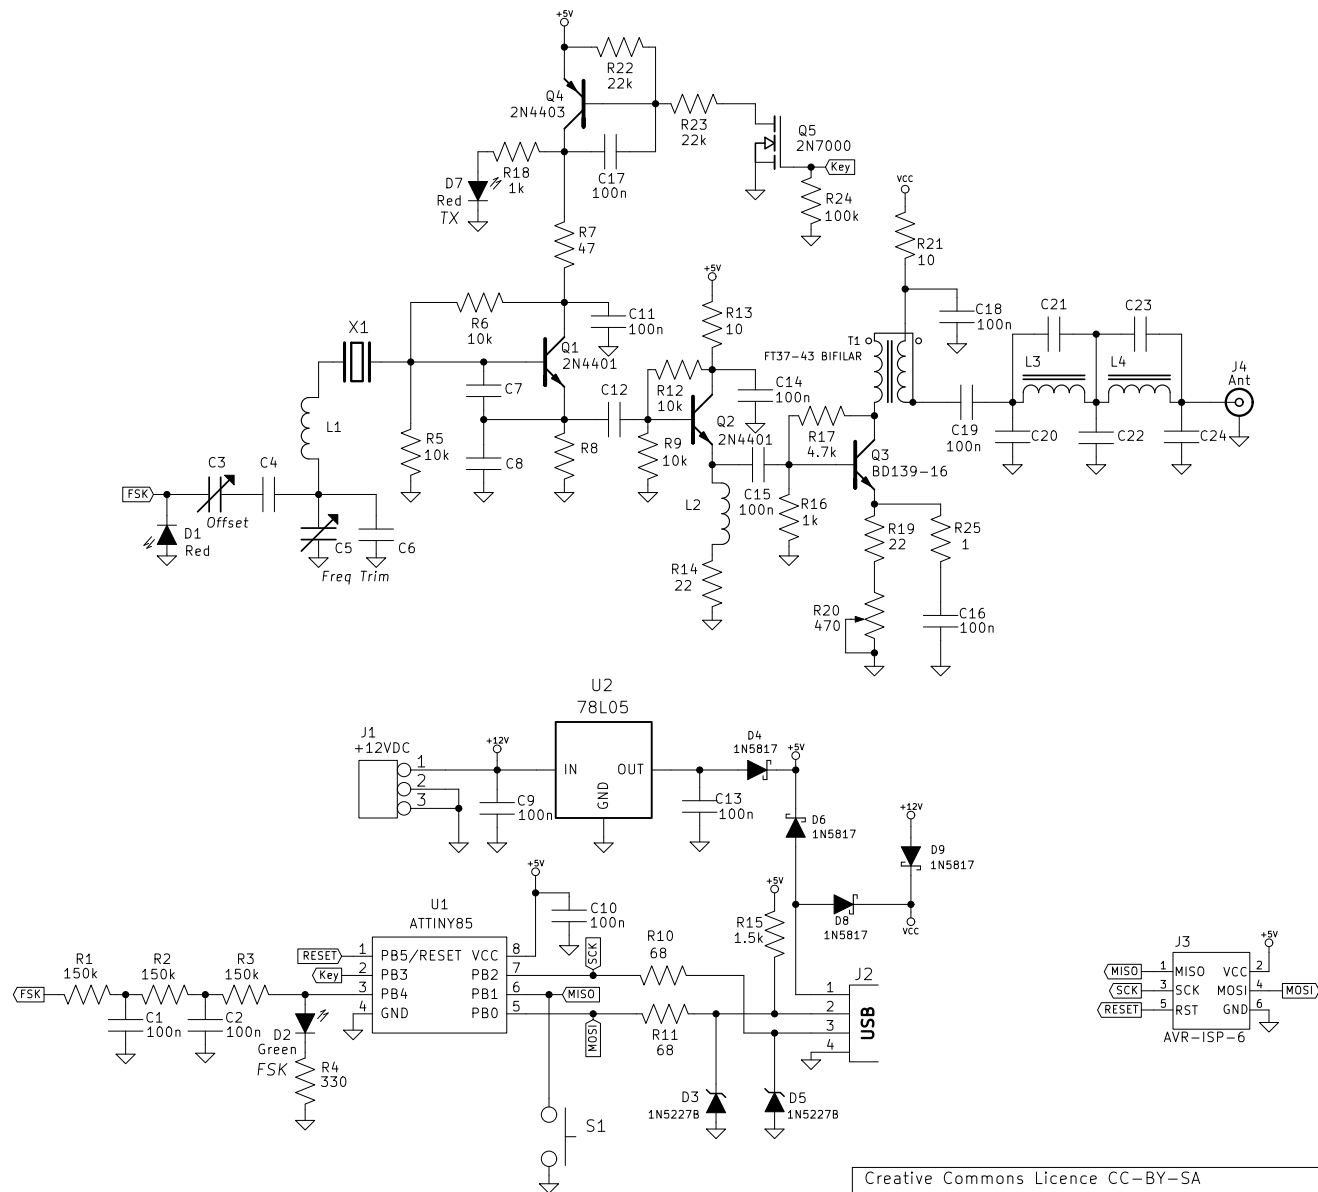 +5V
R22
22k
Q4
2N4403
R23
22k
Q5
2N7000
Key
R18
1k
C17
100n
D7
Red
TX
R24
100k
VCC
R7
47
R21
10
+5V
R6
10k
C11
100n
R13
10
C18
100n
C21
C23
X1
Q1
2N4401
T1
FT37-43 BIFILAR
L3
L4
J4
Ant
C7
C12
R12
10k
C14
100n
L1
R5
10k
C8
R8
R9
10k
Q2
2N4401
R17
4.7k
Q3
BD139-16
C19
100n
C20
C22
C24
C3
C4
FSK
Offset
D1
Red
C5
C6
Freq Trim
L2
C15
100n
R16
1k
R19
22
R25
1
R14
22
R20
470
C16
100n
U2
78L05
J1
+12VDC
1
2
3
+12V
IN
OUT
GND
C9
100n
C13
100n
D4
1N5817
+5V
D6
1N5817
+12V
D9
1N5817
D8
1N5817
VCC
+5V
C10
100n
U1
ATTINY85
RESET
1
PB5/RESET
VCC
8
Key
2
PB3
PB2
7
3
PB4
PB1
6
MISO
4
GND
PB0
5
SCK
MOSI
R10
68
R11
68
+5V
R15
1.5k
J2
1
2
3
4
USB
R1
150k
R2
150k
R3
150k
FSK
C1
100n
C2
100n
D2
Green
FSK
R4
330
D3
1N5227B
D5
1N5227B
S1
J3
+5V
MISO
1
MISO
VCC
2
SCK
3
SCK
MOSI
4
MOSI
RESET
5
RST
GND
6
AVR-ISP-6
Creative Commons Licence CC-BY-SA